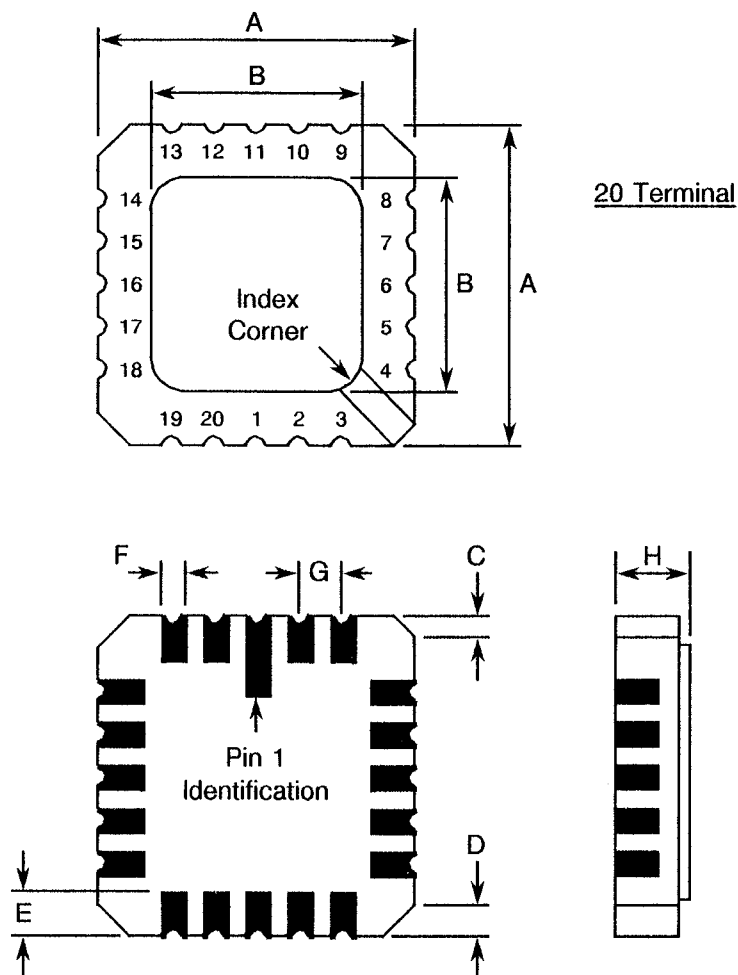 A
B
13 12 11 10 9
20 Terminal
14 8
15 7
16 6
17 5
18 4
Index
Corner
B
A
19 20 1 2 3
F
G
C
H
Pin 1
Identification
D
E